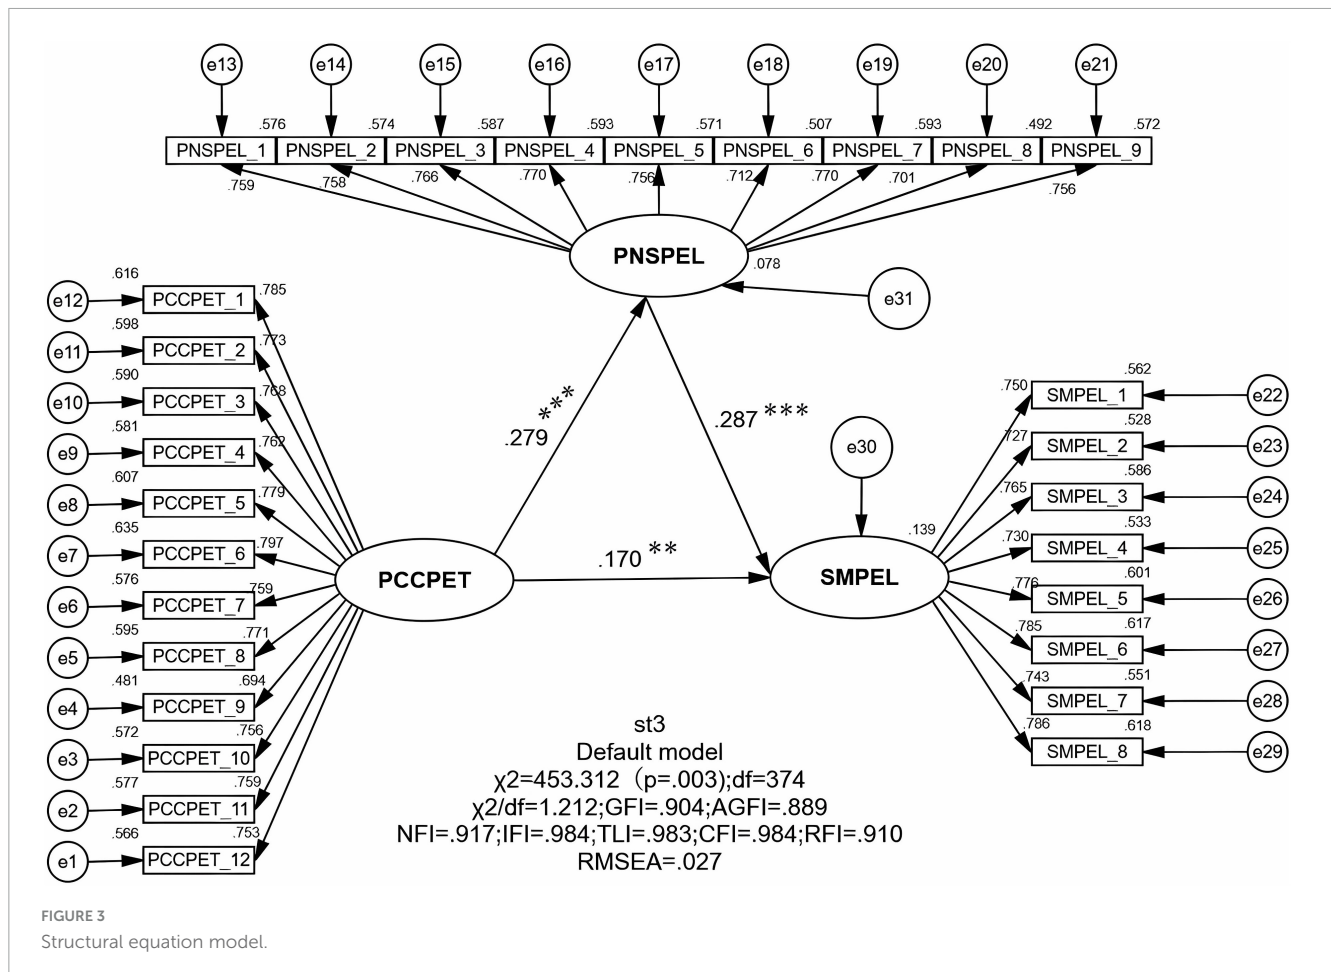 e13 e14 e15 e16 e17 e18 e19 e20 e21
.576 .574 .587 .593 .571 .507 .593 .492 .572
PNSPEL_1 PNSPEL_2 PNSPEL_3 PNSPEL_4 PNSPEL_5 PNSPEL_6 PNSPEL_7 PNSPEL_8 PNSPEL_9
.759 .758 .766 .770 .756 .712 .770 .701 .756
PNSPEL
.078
e31
.616
e12 PCCPET_1 .785
.598
e11 PCCPET_2 .773
.590
e10 PCCPET_3 .768
.581
e9 PCCPET_4 .762
.607
e8 PCCPET_5 .779
.635
e7 PCCPET_6 .797
.576
e6 PCCPET_7 .759
.595
e5 PCCPET_8 .771
.481
e4 PCCPET_9 .694
.572
e3 PCCPET_10 .756
.577
e2 PCCPET_11 .759
.566
e1 PCCPET_12 .753
PCCPET
.279 ***
.287 ***
.170 **
e30
.139
SMPEL
.562
.750 SMPEL_1 e22
.528
.727 SMPEL_2 e23
.586
.765 SMPEL_3 e24
.533
.730 SMPEL_4 e25
.601
.776 SMPEL_5 e26
.617
.785 SMPEL_6 e27
.551
.743 SMPEL_7 e28
.618
.786 SMPEL_8 e29
st3
Default model
χ2=453.312（p=.003);df=374
χ2/df=1.212;GFI=.904;AGFI=.889
NFI=.917;IFI=.984;TLI=.983;CFI=.984;RFI=.910
RMSEA=.027
FIGURE 3
Structural equation model.